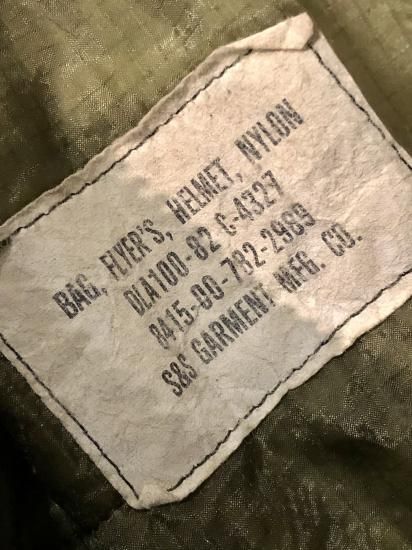 BAG, FLYER'S, HELMET, NYLON
DLA100-82 C-4327
8415-00-782-2989
S&S GARMENT MFG. CO.